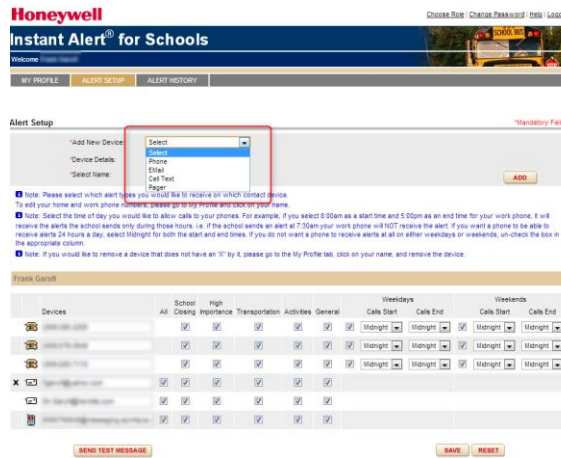 Honeywell
Choose Role | Change Password | Help |
Instant Alert® for Schools
SCHOOL BUS
STOP
Welcome
MY PROFILE ALERT SETUP ALERT HISTORY
Alert Setup
*Mandatory
*Add New Device: Select
*Device Details:
*Select Name:
Select
Phone
EMail
Cell Text
Pager
ADD
Note: Please select which alert types you would like to receive on which contact device.
To edit your home and work phone numbers, please go to My Profile and click on your name.
Note: Select the time of day you would like to allow calls to your phones. For example, if you select 8:00am as a start time and 5:00pm as an end time for your work phone, it will
receive the alerts the school sends only during those hours. i.e. if the school sends an alert at 7:30am your work phone will NOT receive the alert. If you want a phone to be able to
receive alerts 24 hours a day, select Midnight for both the start and end times. If you do not want a phone to receive alerts at all on either weekdays or weekends, un-check the box in
the appropriate column.
Note: If you would like to remove a device that does not have an "X" by it, please go to the My Profile tab, click on your name, and remove the device.
Frank Garufi
Weekdays Weekends
Devices All School Closing High Importance Transportation Activities General Calls Start Calls End Calls Start Calls End
Midnight Midnight Midnight Midnight
Midnight Midnight Midnight Midnight
Midnight Midnight Midnight Midnight
X
SEND TEST MESSAGE SAVE RESET